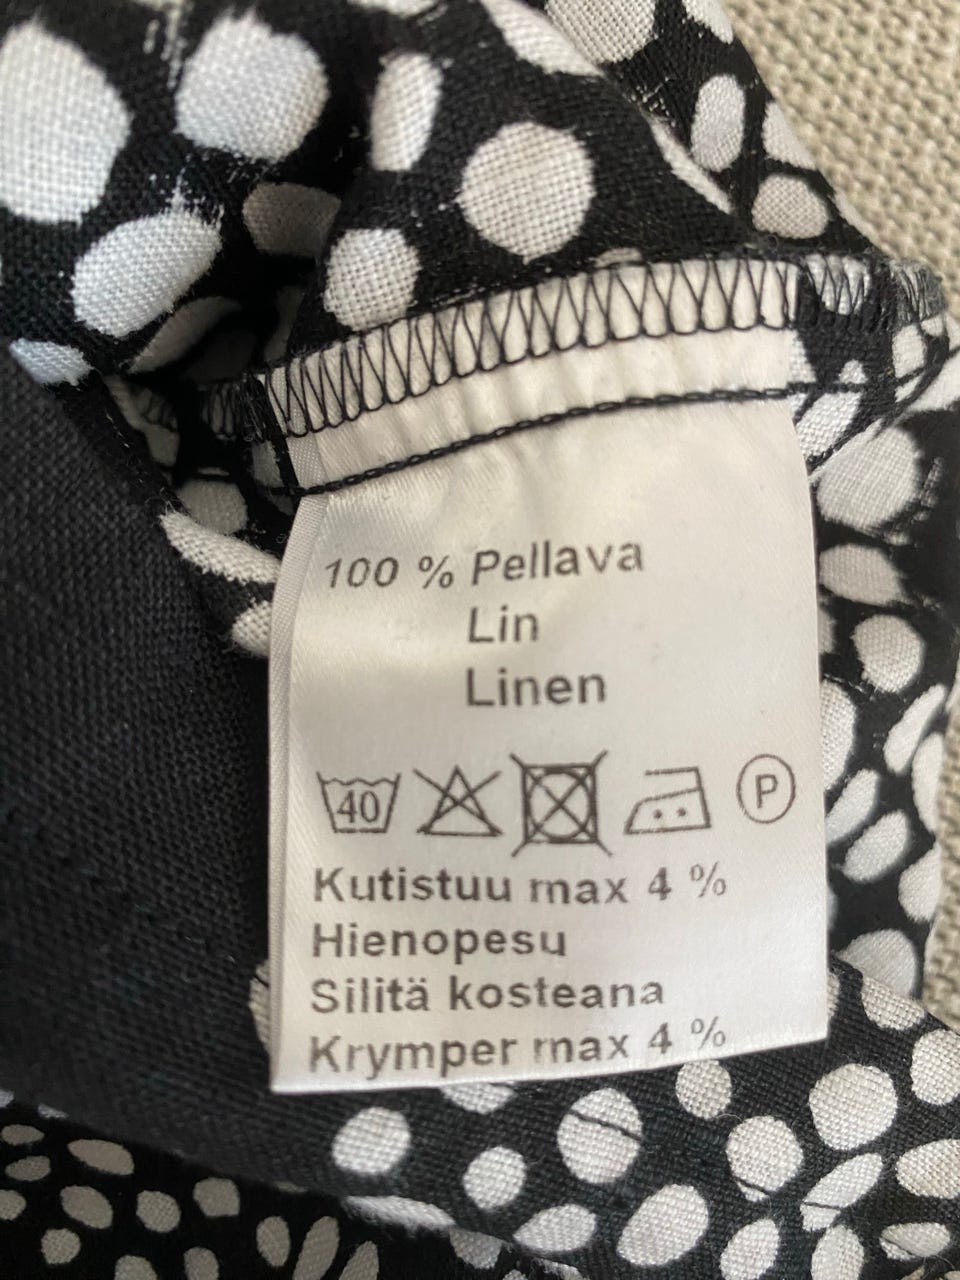 100 % Pellava
Lin
Linen
40 P
Kutistuu max 4 %
Hienopesu
Silitä kosteana
Krymper max 4 %